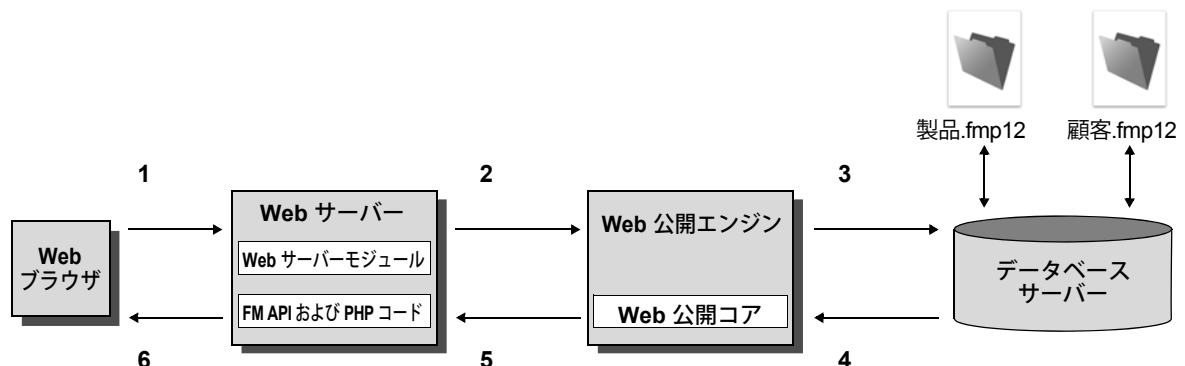 製品.fmp12
顧客.fmp12
1
2
3
Web
ブラウザ
Web サーバー
Web サーバーモジュール
FM API および PHP コード
Web 公開エンジン
Web 公開コア
データベース
サーバー
6
5
4